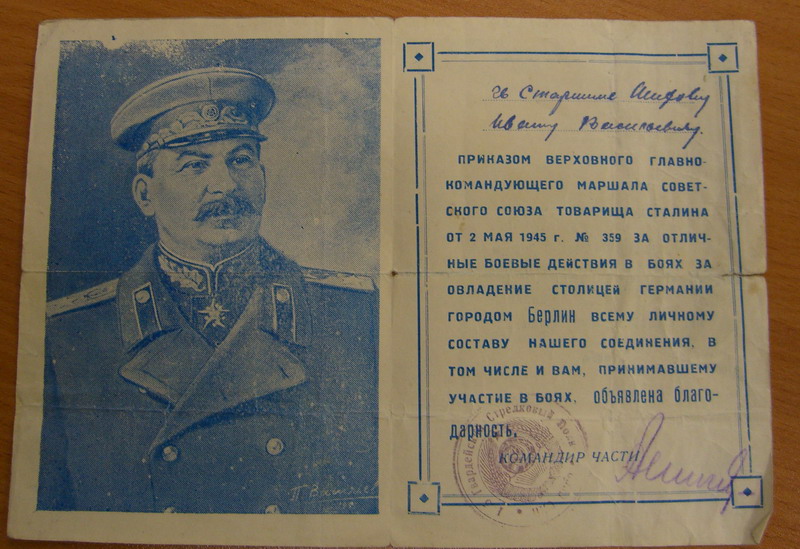 Гв Старшине
Ивану Васильевичу.
ПРИКАЗОМ ВЕРХОВНОГО ГЛАВНО-
КОМАНДУЮЩЕГО МАРШАЛА СОВЕТ-
СКОГО СОЮЗА ТОВАРИЩА СТАЛИНА
ОТ 2 МАЯ 1945 г. № 359 ЗА ОТЛИЧ-
НЫЕ БОЕВЫЕ ДЕЙСТВИЯ В БОЯХ ЗА
ОВЛАДЕНИЕ СТОЛИЦЕЙ ГЕРМАНИИ
ГОРОДОМ Берлин ВСЕМУ ЛИЧНОМУ
СОСТАВУ НАШЕГО СОЕДИНЕНИЯ, В
ТОМ ЧИСЛЕ И ВАМ, ПРИНИМАВШЕМУ
УЧАСТИЕ В БОЯХ, объявлена благо-
дарность.
КОМАНДИР ЧАСТИ
Стрелковый